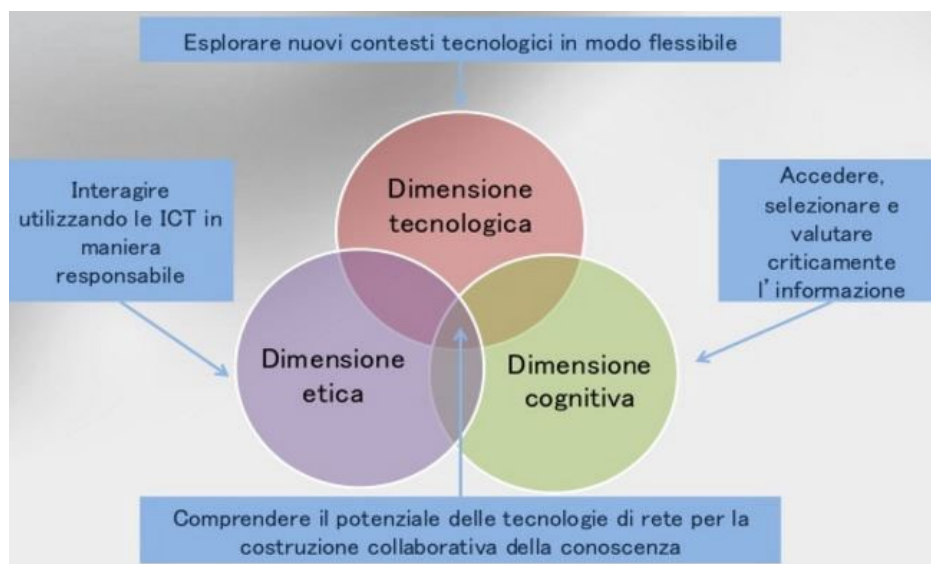 Esplorare nuovi contesti tecnologici in modo flessibile
Dimensione
tecnologica
Interagire
utilizzando le ICT in
maniera
responsabile
Accedere,
selezionare e
valutare
criticamente
l'informazione
Dimensione
etica
Dimensione
cognitiva
Comprendere il potenziale delle tecnologie di rete per la
costruzione collaborativa della conoscenza